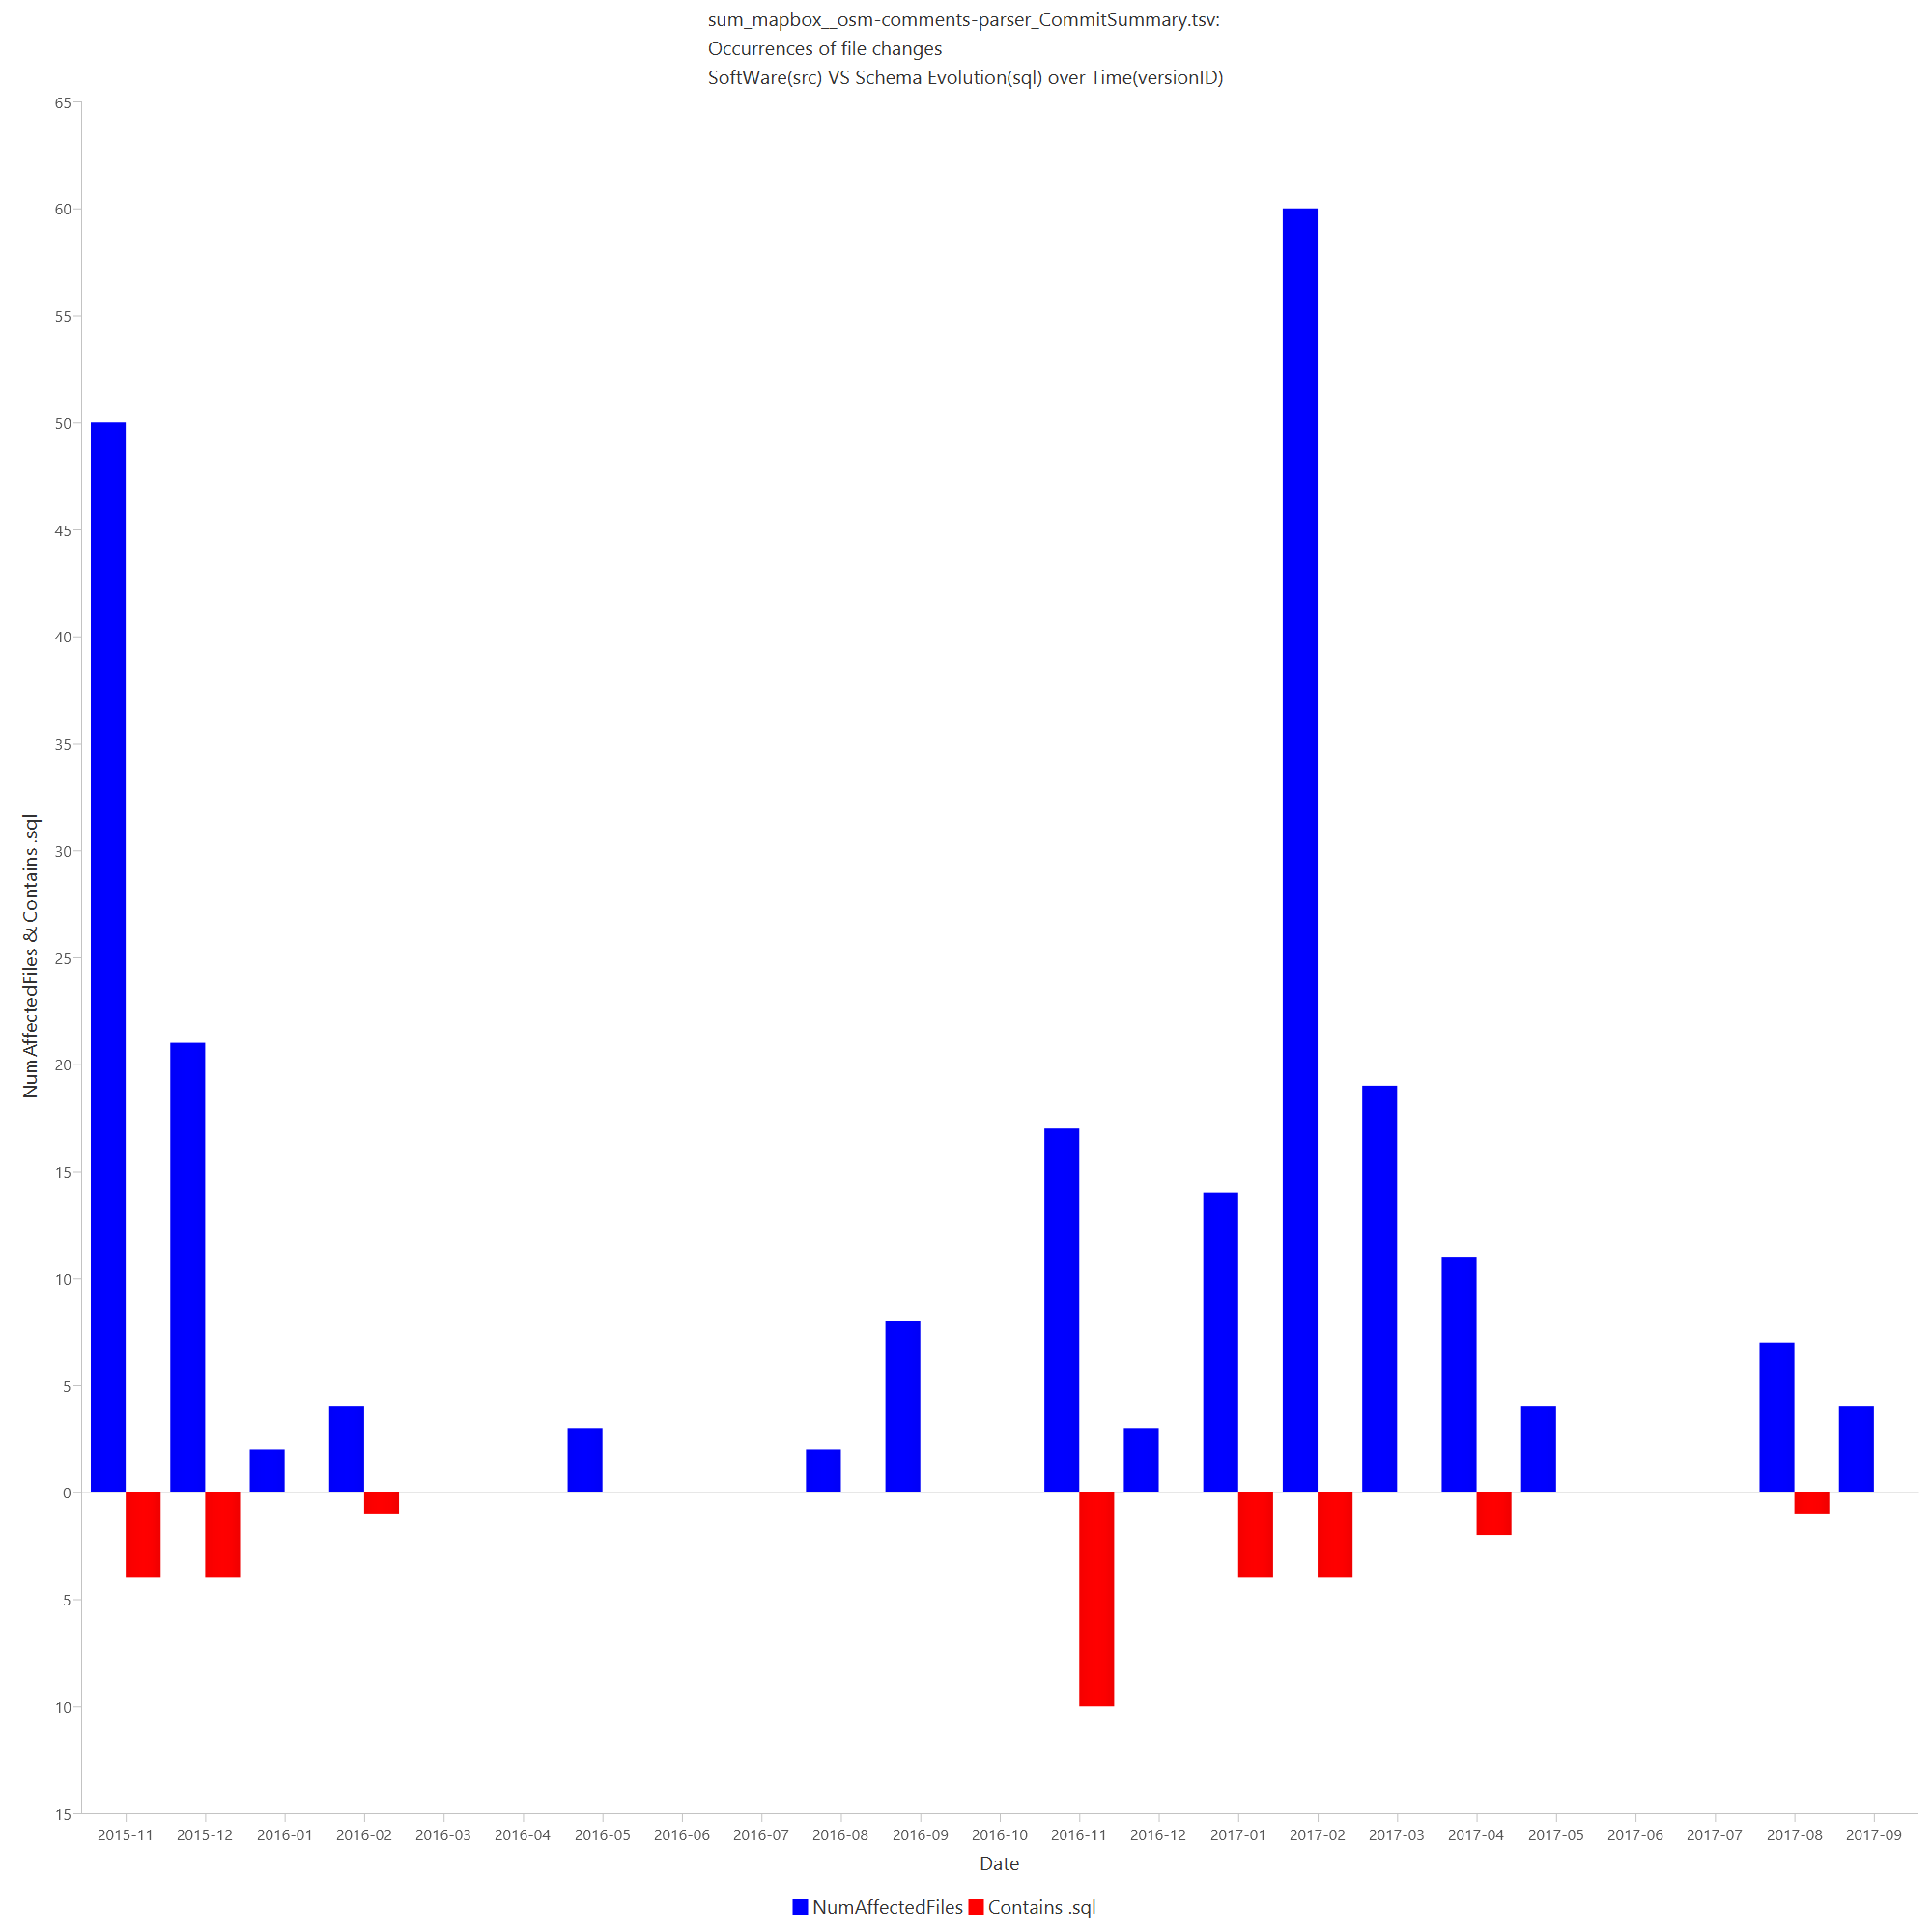 sum_mapbox__osm-comments-parser_CommitSummary.tsv:
Occurrences of file changes
SoftWare(src) VS Schema Evolution(sql) over Time(versionID)
65
60
55
50
45
40
35
30
25
20
15
10
5
0
5
10
15
NumAffectedFiles & Contains .sql
2015-11 2015-12 2016-01 2016-02 2016-03 2016-04 2016-05 2016-06 2016-07 2016-08 2016-09 2016-10 2016-11 2016-12 2017-01 2017-02 2017-03 2017-04 2017-05 2017-06 2017-07 2017-08 2017-09
Date
NumAffectedFiles Contains .sql